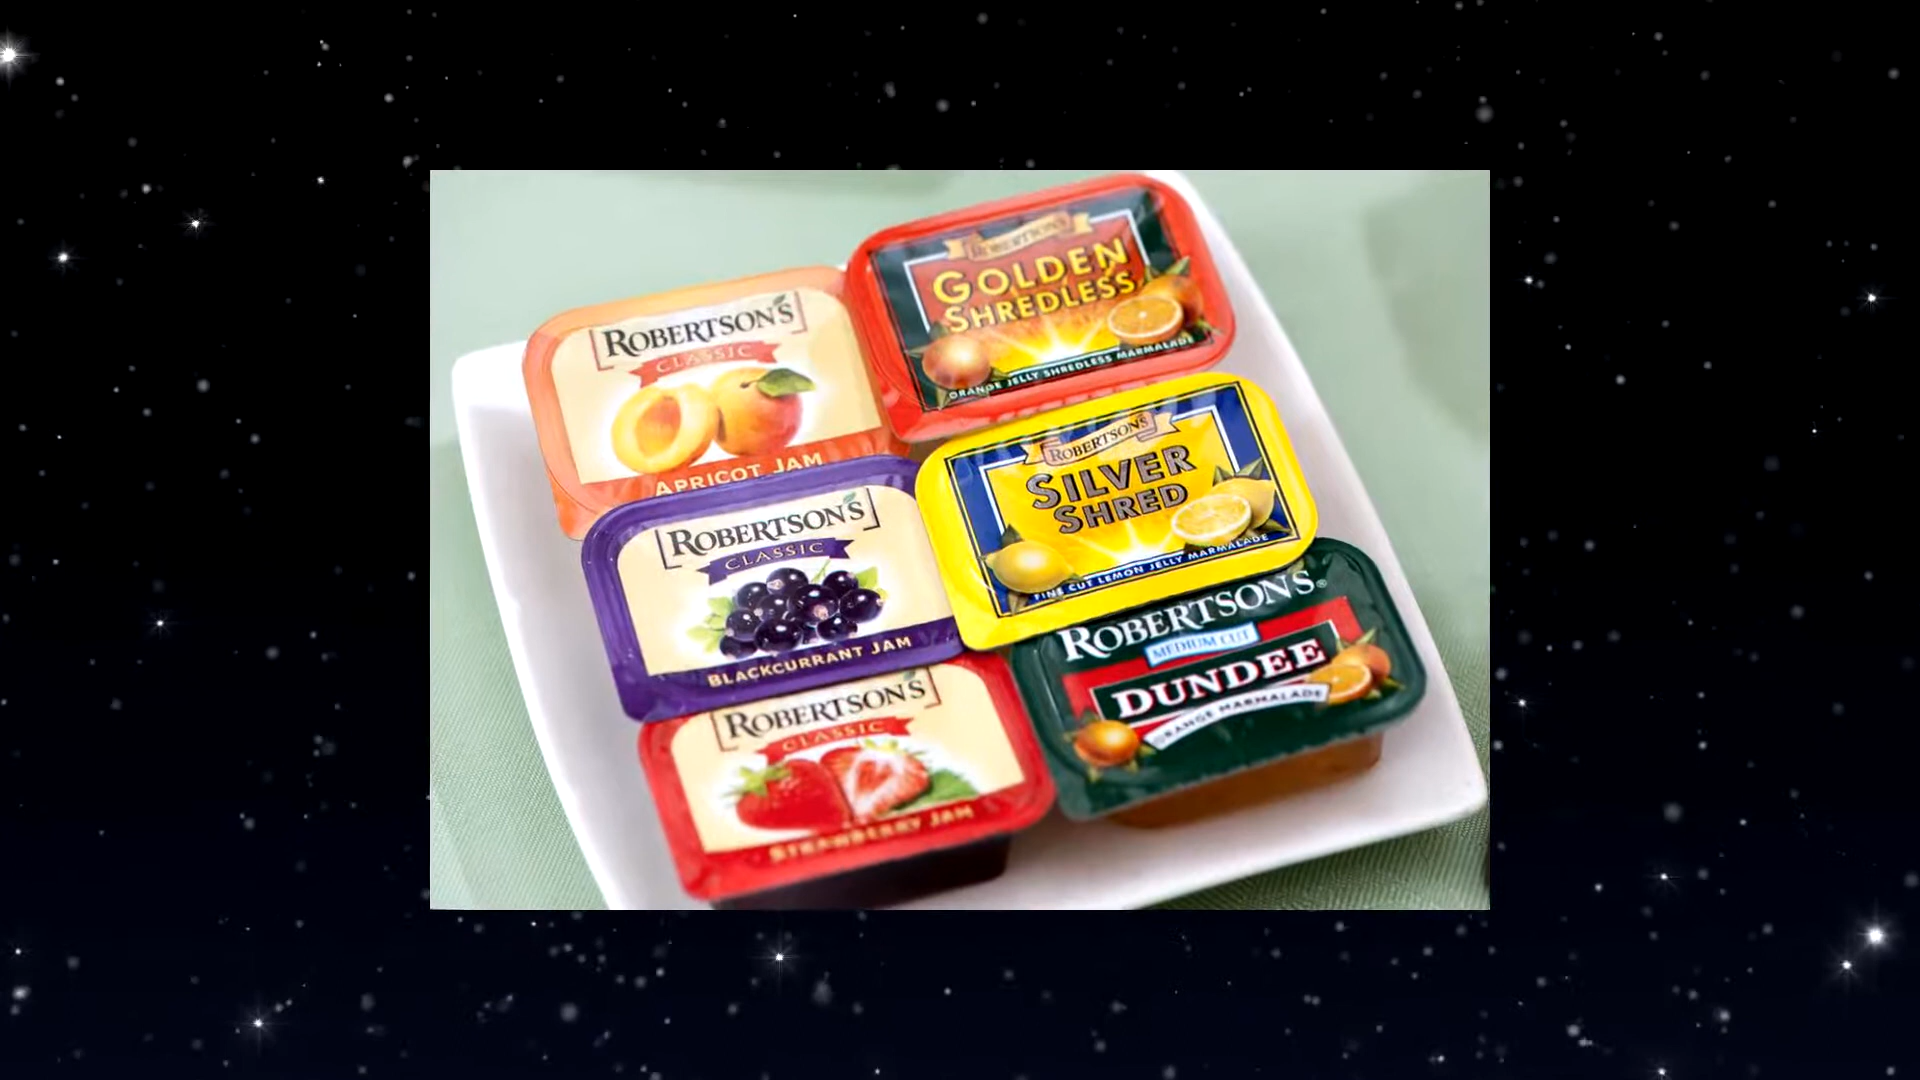 ROBERTSON'S
GOLDEN
SHREDLESS
ORANGE JELLY SHREDLESS MARMALADE
ROBERTSON'S
CLASSIC
APRICOT JAM
ROBERTSON'S
SILVER
SHRED
FINE CUT LEMON JELLY MARMALADE
ROBERTSON'S
CLASSIC
BLACKCURRANT JAM
ROBERTSON'S®
MEDIUM CUT
DUNDEE
ORANGE MARMALADE
ROBERTSON'S
CLASSIC
STRAWBERRY JAM